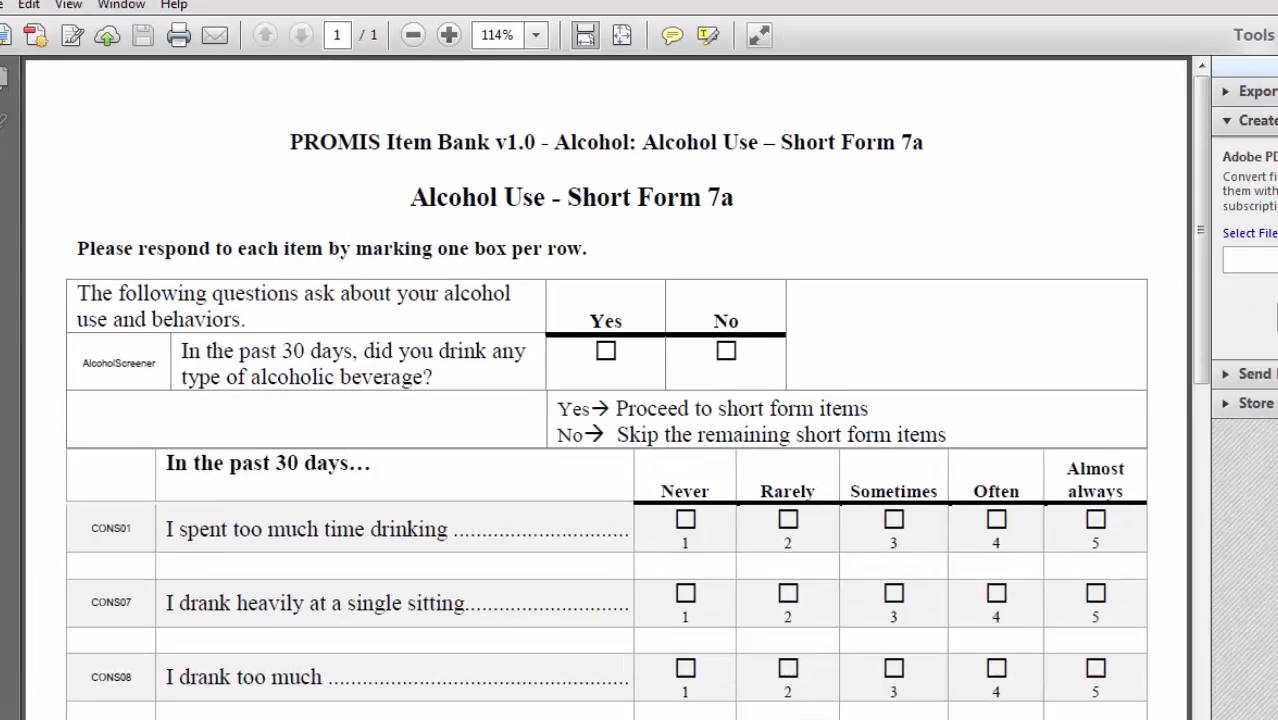 Edit View Window Help
1 / 1 114% Tools
PROMIS Item Bank v1.0 - Alcohol: Alcohol Use – Short Form 7a
Alcohol Use - Short Form 7a
Please respond to each item by marking one box per row.
The following questions ask about your alcohol
use and behaviors.
Yes No
AlcoholScreener
In the past 30 days, did you drink any
type of alcoholic beverage?
Yes→ Proceed to short form items
No→ Skip the remaining short form items
In the past 30 days…
Never Rarely Sometimes Often Almost always
CONS01 I spent too much time drinking ................................
1 2 3 4 5
CONS07 I drank heavily at a single sitting..............................
1 2 3 4 5
CONS08 I drank too much .......................................................
1 2 3 4 5
Expor
Create
Adobe PD
Convert fi
them with
subscripti
Select File
Send
Store